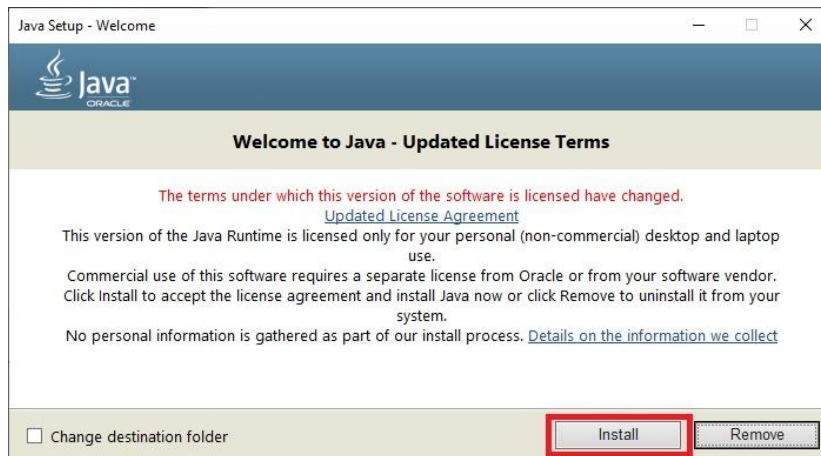 Java Setup - Welcome
Java™
ORACLE
Welcome to Java - Updated License Terms
The terms under which this version of the software is licensed have changed.
Updated License Agreement
This version of the Java Runtime is licensed only for your personal (non-commercial) desktop and laptop
use.
Commercial use of this software requires a separate license from Oracle or from your software vendor.
Click Install to accept the license agreement and install Java now or click Remove to uninstall it from your
system.
No personal information is gathered as part of our install process. Details on the information we collect
Change destination folder
Install
Remove